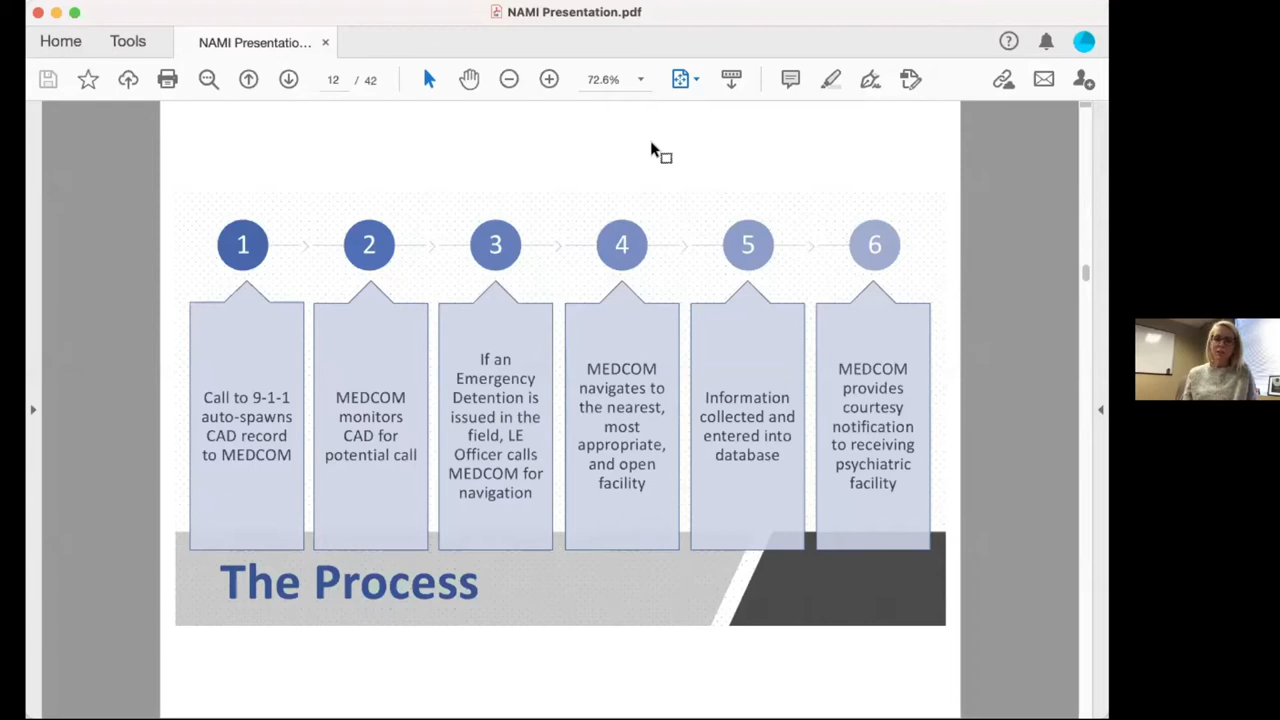 NAMI Presentation.pdf
Home
Tools
NAMI Presentatio...
12 / 42
72.6%
1
2
3
4
5
6
Call to 9-1-1
auto-spawns
CAD record
to MEDCOM
MEDCOM
monitors
CAD for
potential call
If an
Emergency
Detention is
issued in the
field, LE
Officer calls
MEDCOM for
navigation
MEDCOM
navigates to
the nearest,
most
appropriate,
and open
facility
Information
collected and
entered into
database
MEDCOM
provides
courtesy
notification
to receiving
psychiatric
facility
The Process